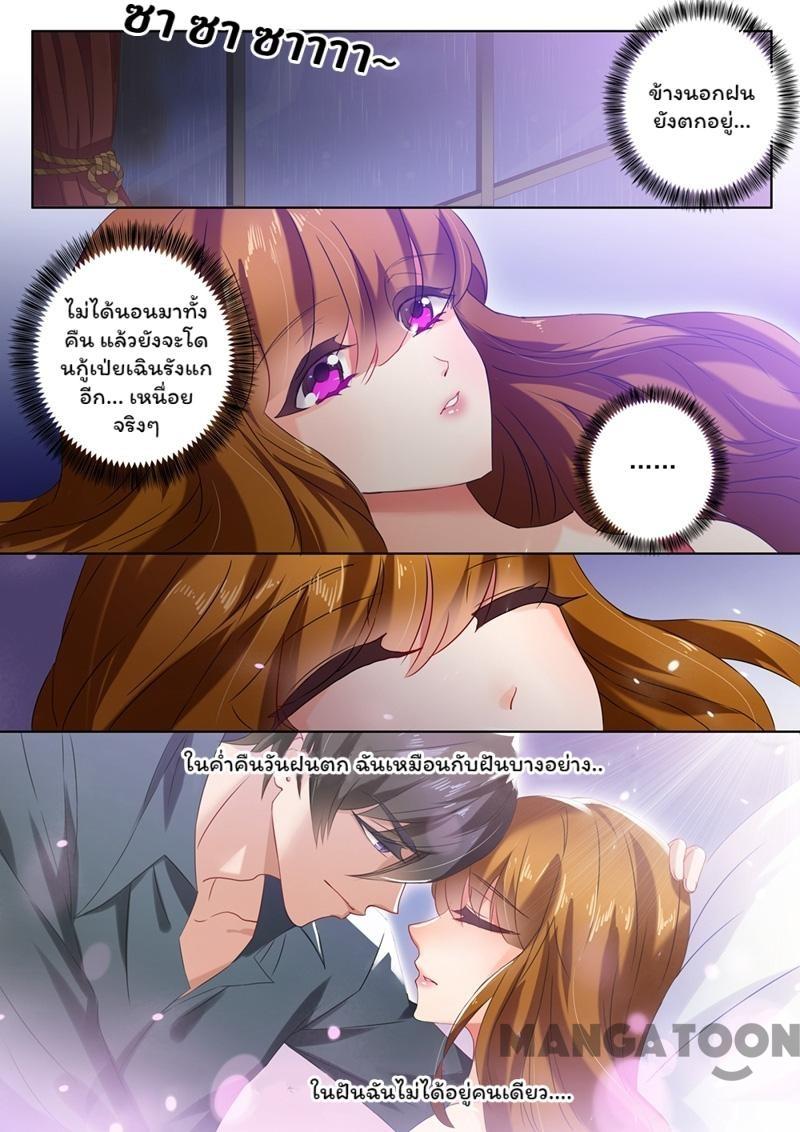 ซา ซา ซาาาา~
ข้างนอกฝน
ยังตกอยู่...
ไม่ได้นอนมาทั้ง
คืน แล้วยังจะโด
นกู้เป่ยเฉินรังแก
อีก... เหนื่อย
จริงๆ
......
ในค่ำคืนวันฝนตก ฉันเหมือนกับฝันบางอย่าง..
MANGATOON
ในฝันฉันไม่ได้อยู่คนเดียว....